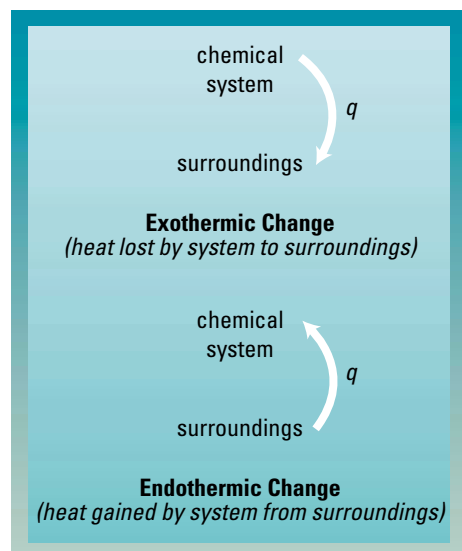 chemical
system
q
surroundings
Exothermic Change
(heat lost by system to surroundings)
chemical
system
q
surroundings
Endothermic Change
(heat gained by system from surroundings)